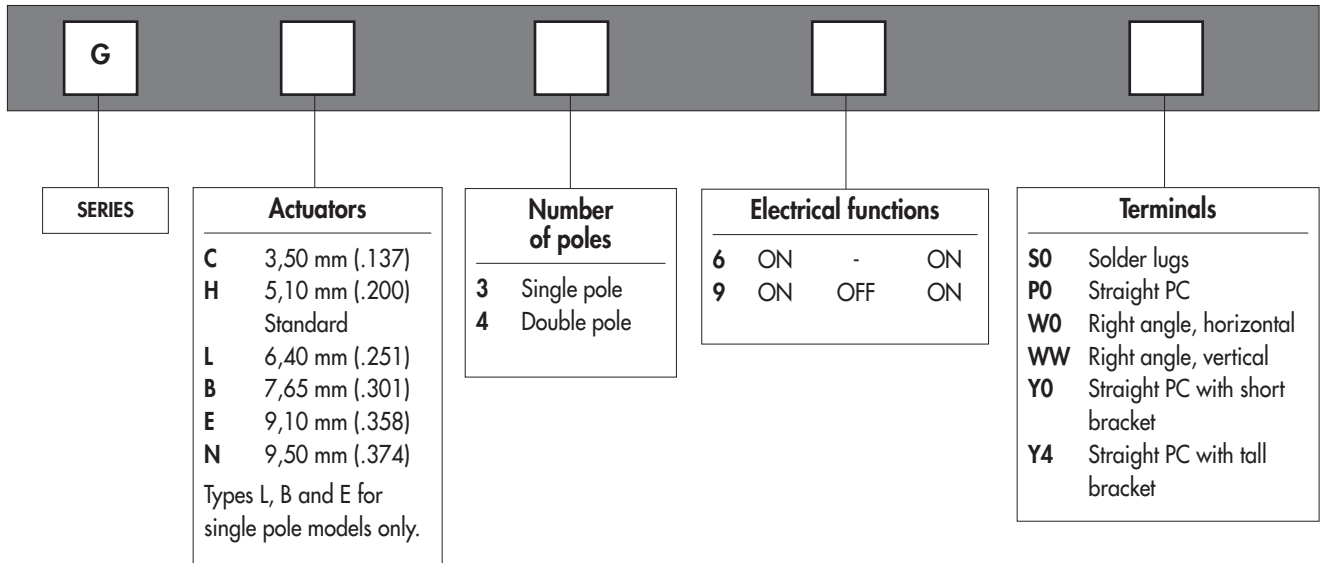 G
SERIES
Actuators
C 3,50 mm (.137)
H 5,10 mm (.200)
Standard
L 6,40 mm (.251)
B 7,65 mm (.301)
E 9,10 mm (.358)
N 9,50 mm (.374)
Types L, B and E for
single pole models only.
Number
of poles
3 Single pole
4 Double pole
Electrical functions
6 ON - ON
9 ON OFF ON
Terminals
S0 Solder lugs
P0 Straight PC
W0 Right angle, horizontal
WW Right angle, vertical
Y0 Straight PC with short
bracket
Y4 Straight PC with tall
bracket